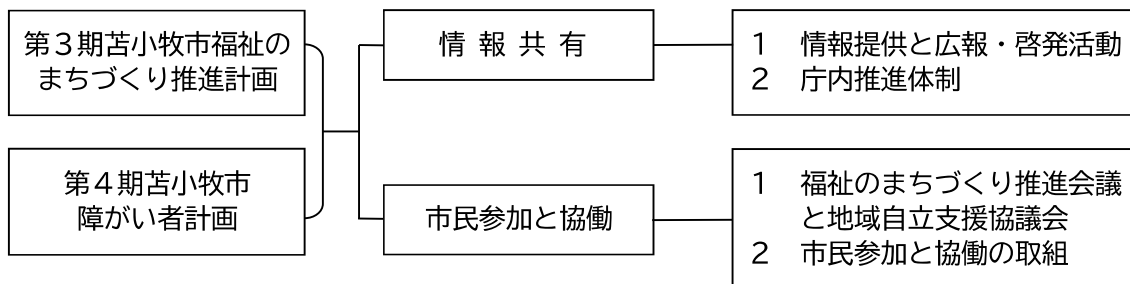 第３期苫小牧市福祉の
まちづくり推進計画
第４期苫小牧市
障がい者計画
情 報 共 有
市民参加と協働
１　情報提供と広報・啓発活動
２　庁内推進体制
１　福祉のまちづくり推進会議
と地域自立支援協議会
２　市民参加と協働の取組